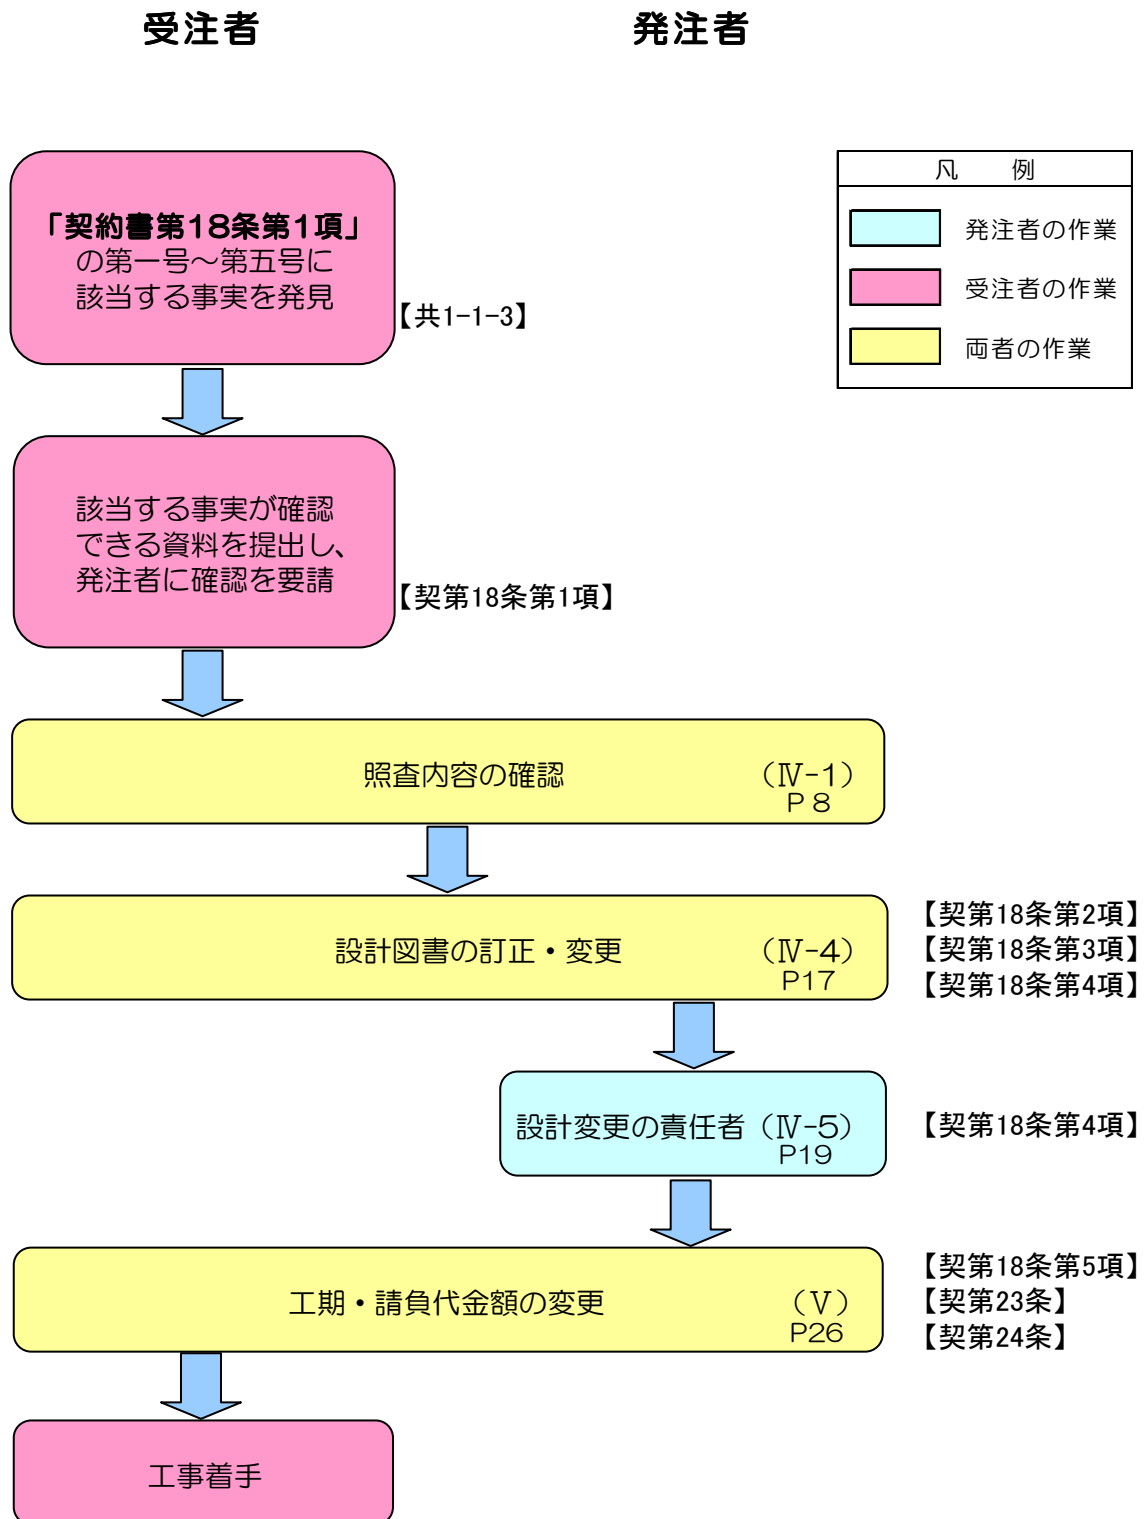 受注者
発注者
凡　　例
発注者の作業
受注者の作業
両者の作業
「契約書第18条第1項」
の第一号～第五号に
該当する事実を発見
【共1-1-3】
該当する事実が確認
できる資料を提出し、
発注者に確認を要請
【契第18条第1項】
照査内容の確認　（Ⅳ-1）
P 8
設計図書の訂正・変更　（Ⅳ-4）
P17
【契第18条第2項】
【契第18条第3項】
【契第18条第4項】
設計変更の責任者（Ⅳ-5）
P19
【契第18条第4項】
工期・請負代金額の変更　（Ⅴ）
P26
【契第18条第5項】
【契第23条】
【契第24条】
工事着手